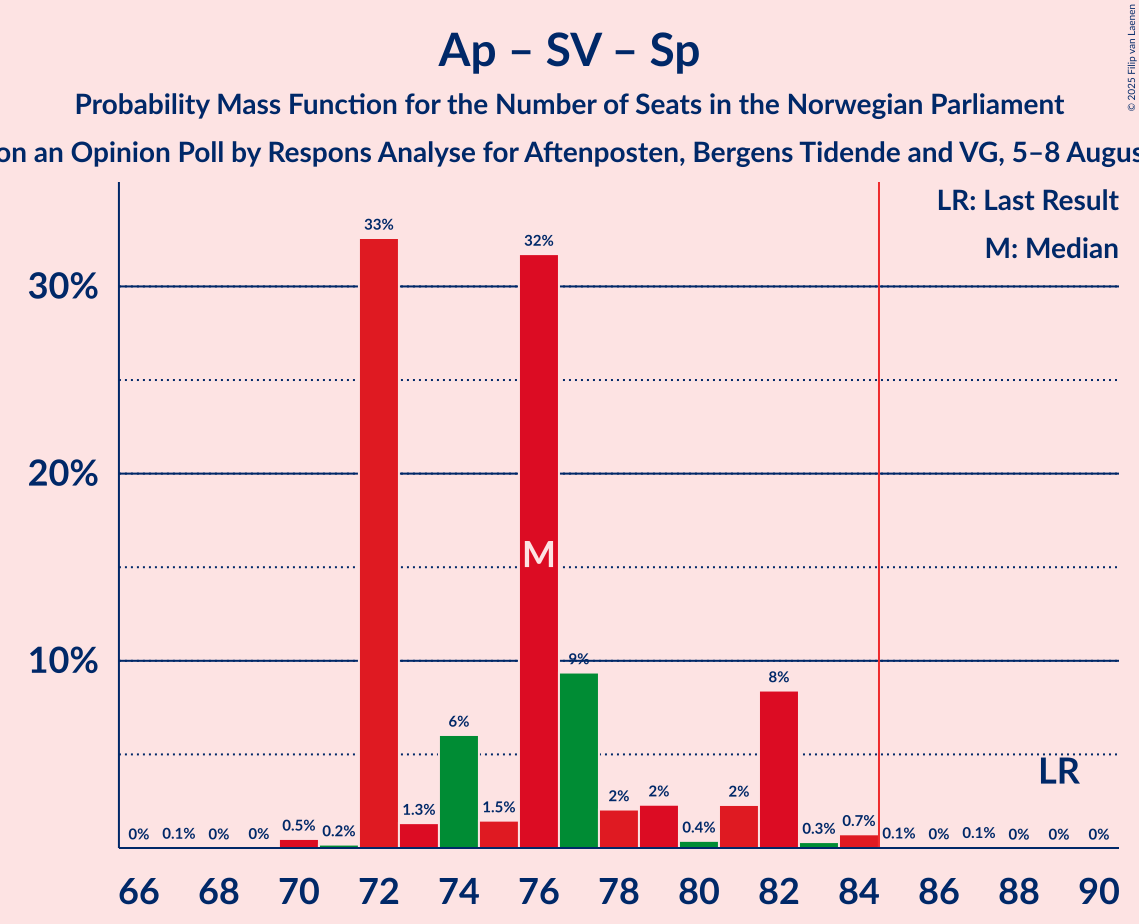 Ap – SV – Sp
Probability Mass Function for the Number of Seats in the Norwegian Parliament
on an Opinion Poll by Respons Analyse for Aftenposten, Bergens Tidende and VG, 5–8 Augus
© 2025 Filip van Laenen
LR: Last Result
M: Median
30%
20%
10%
0% 0.1% 0% 0% 0.5% 0.2% 33% 1.3% 6% 1.5% 32% 9% 2% 2% 0.4% 2% 8% 0.3% 0.7% 0.1% 0% 0.1% 0% 0% 0%
M
LR
66 68 70 72 74 76 78 80 82 84 86 88 90